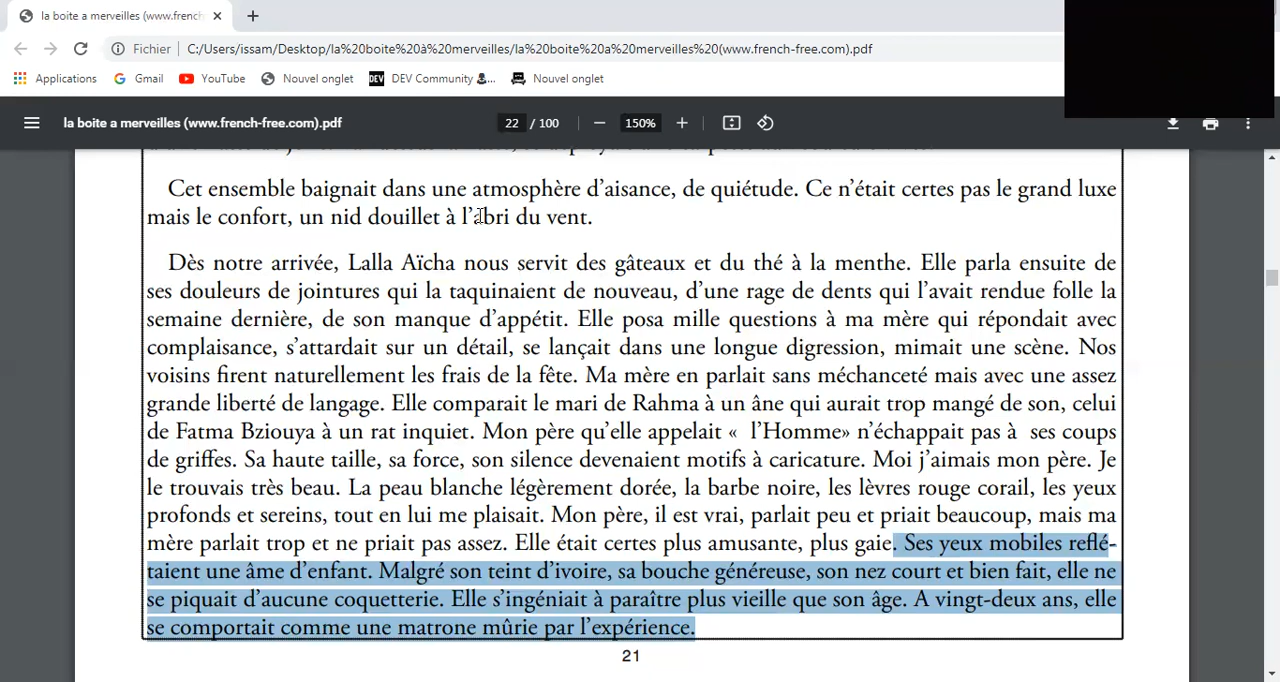 la boite a merveilles (www.french
Fichier
C:/Users/issam/Desktop/la%20boite%20à%20merveilles/la%20boite%20a%20merveilles%20(www.french-free.com).pdf
Applications
Gmail
YouTube
Nouvel onglet
DEV
DEV Community
Nouvel onglet
la boite a merveilles (www.french-free.com).pdf
22 / 100
150%
Cet ensemble baignait dans une atmosphère d’aisance, de quiétude. Ce n’était certes pas le grand luxe
mais le confort, un nid douillet à l’abri du vent.
Dès notre arrivée, Lalla Aïcha nous servit des gâteaux et du thé à la menthe. Elle parla ensuite de
ses douleurs de jointures qui la taquinaient de nouveau, d’une rage de dents qui l’avait rendue folle la
semaine dernière, de son manque d’appétit. Elle posa mille questions à ma mère qui répondait avec
complaisance, s’attardait sur un détail, se lançait dans une longue digression, mimait une scène. Nos
voisins firent naturellement les frais de la fête. Ma mère en parlait sans méchanceté mais avec une assez
grande liberté de langage. Elle comparait le mari de Rahma à un âne qui aurait trop mangé de son, celui
de Fatma Bziouya à un rat inquiet. Mon père qu’elle appelait « l’Homme» n’échappait pas à ses coups
de griffes. Sa haute taille, sa force, son silence devenaient motifs à caricature. Moi j’aimais mon père. Je
le trouvais très beau. La peau blanche légèrement dorée, la barbe noire, les lèvres rouge corail, les yeux
profonds et sereins, tout en lui me plaisait. Mon père, il est vrai, parlait peu et priait beaucoup, mais ma
mère parlait trop et ne priait pas assez. Elle était certes plus amusante, plus gaie. Ses yeux mobiles reflé-
taient une âme d’enfant. Malgré son teint d’ivoire, sa bouche généreuse, son nez court et bien fait, elle ne
se piquait d’aucune coquetterie. Elle s’ingéniait à paraître plus vieille que son âge. A vingt-deux ans, elle
se comportait comme une matrone mûrie par l’expérience.
21